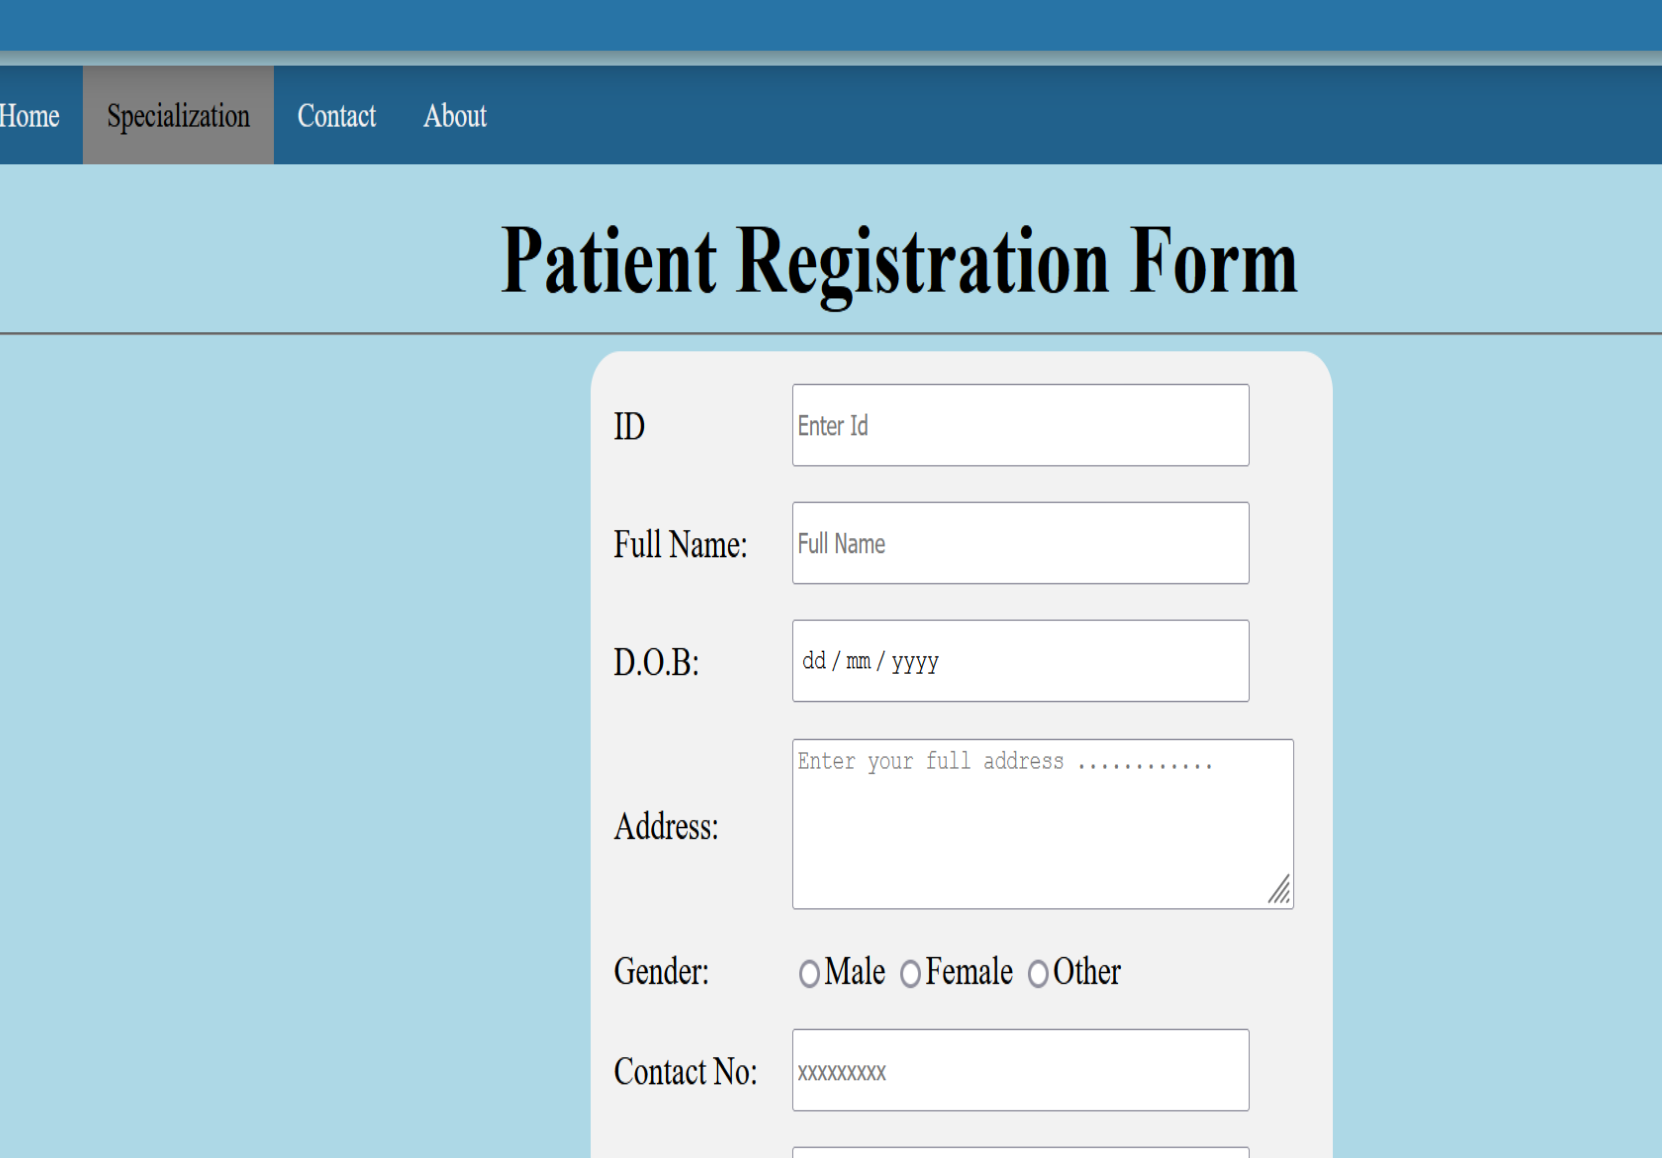 Home Specialization Contact About
Patient Registration Form
ID Enter Id
Full Name: Full Name
D.O.B: dd / mm / yyyy
Enter your full address ............
Address:
Gender: Male Female Other
Contact No: xxxxxxxxx